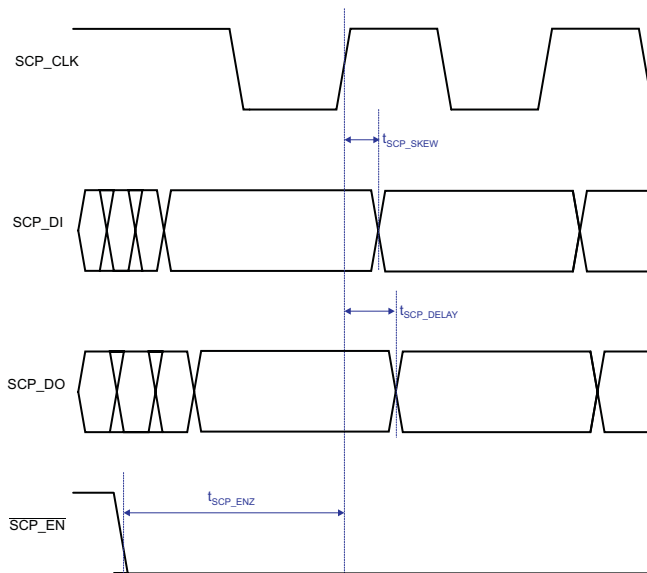 SCP_CLK
tSCP_SKEW
SCP_DI
tSCP_DELAY
SCP_DO
tSCP_ENZ
SCP_EN